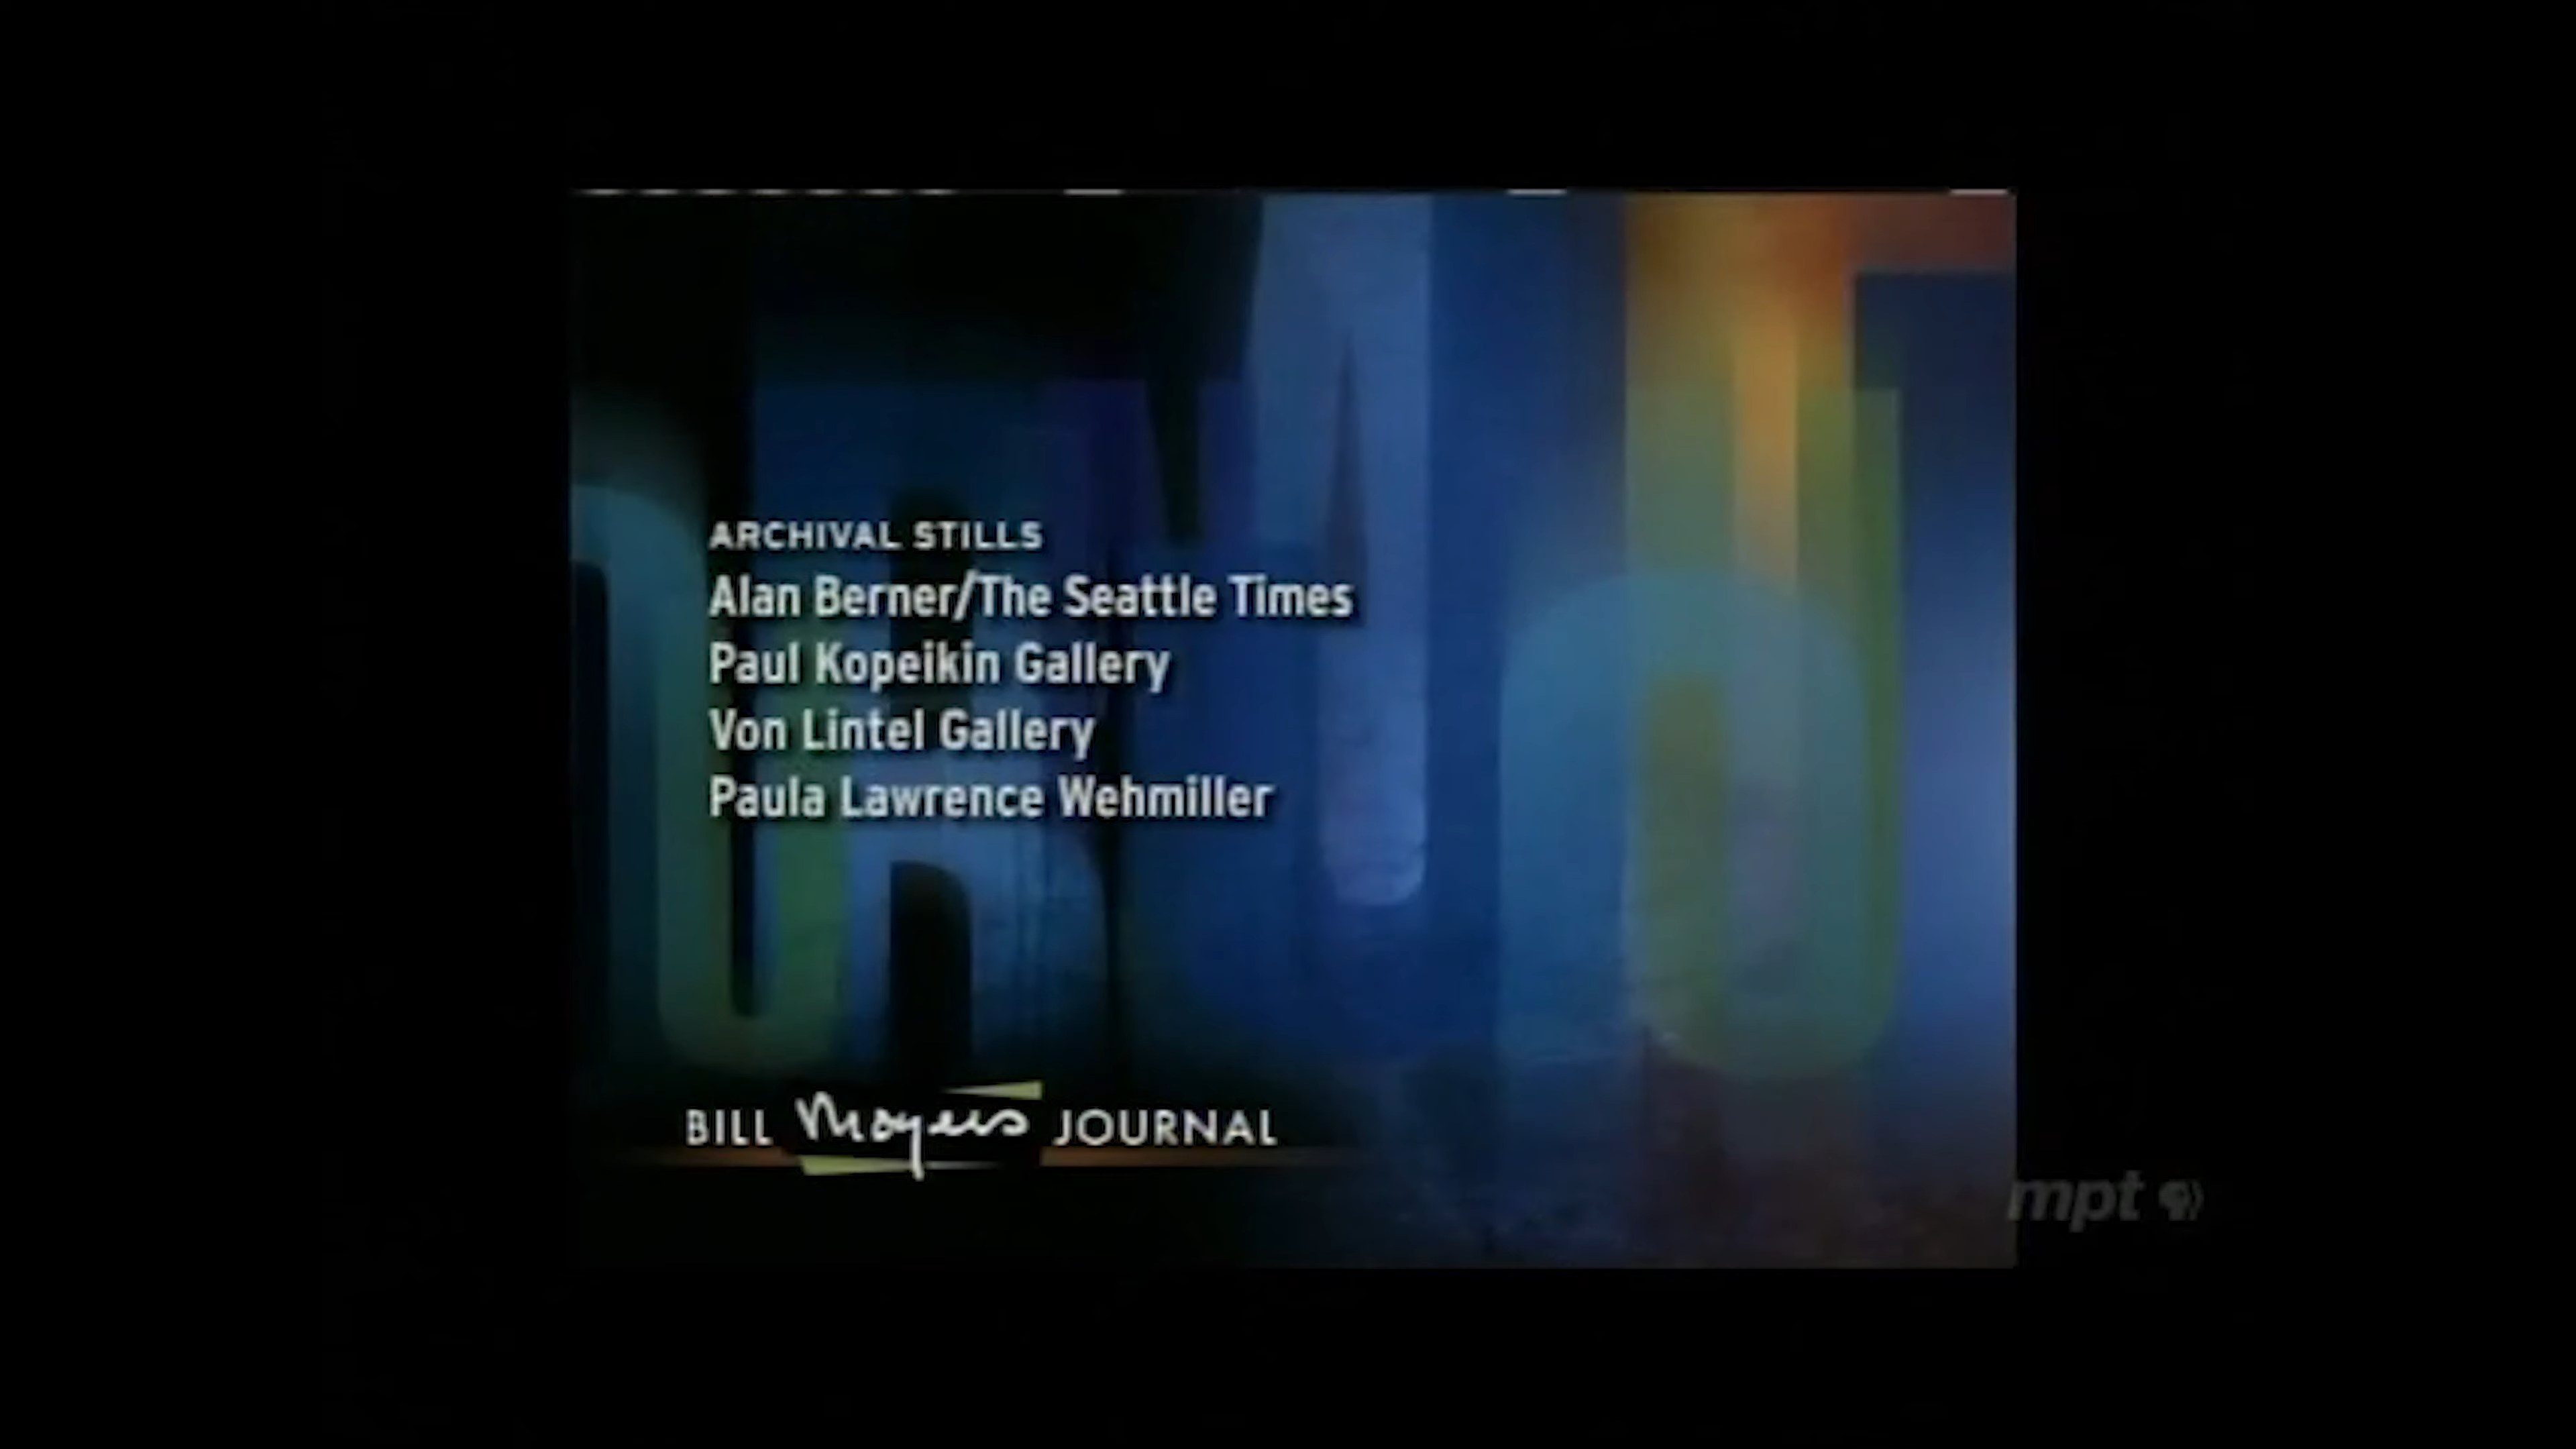 ARCHIVAL STILLS
Alan Berner/The Seattle Times
Paul Kopeikin Gallery
Von Lintel Gallery
Paula Lawrence Wehmiller
BILL Moyers JOURNAL
mpt